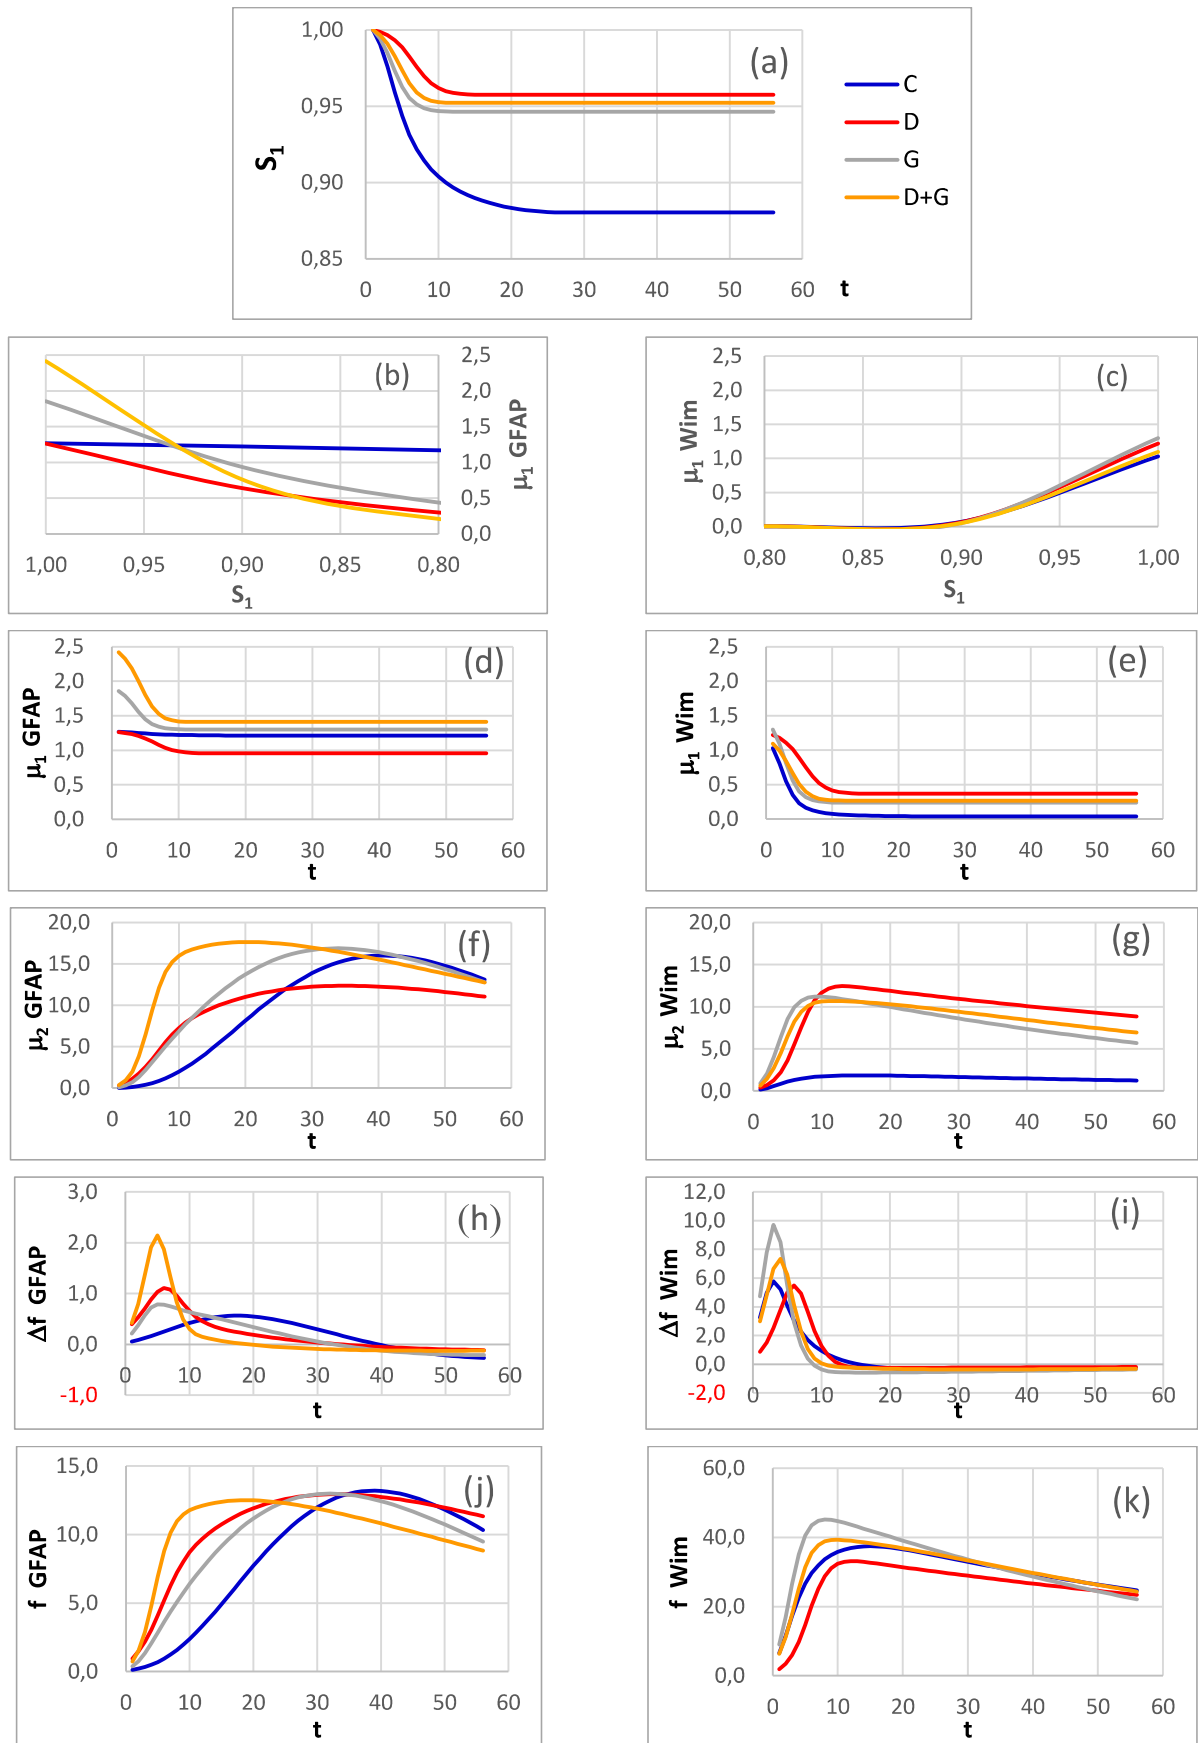 1,00
0,95
0,90
0,85
S1
(a)
C
D
G
D+G
0 10 20 30 40 50 60 t
(b)
2,5
2,0
1,5
1,0
0,5
0,0
μ1 GFAP
1,00 0,95 0,90 0,85 0,80
S1
(c)
2,5
2,0
1,5
1,0
0,5
0,0
μ1 Wim
0,80 0,85 0,90 0,95 1,00
S1
(d)
2,5
2,0
1,5
1,0
0,5
0,0
μ1 GFAP
0 10 20 30 40 50 60
t
(e)
2,5
2,0
1,5
1,0
0,5
0,0
μ1 Wim
0 10 20 30 40 50 60
t
(f)
20,0
15,0
10,0
5,0
0,0
μ2 GFAP
0 10 20 30 40 50 60
t
(g)
20,0
15,0
10,0
5,0
0,0
μ2 Wim
0 10 20 30 40 50 60
t
(h)
3,0
2,0
1,0
0,0
-1,0
Δf GFAP
0 10 20 30 40 50 60
t
(i)
12,0
10,0
8,0
6,0
4,0
2,0
0,0
-2,0
Δf Wim
0 10 20 30 40 50 60
t
(j)
15,0
10,0
5,0
0,0
f GFAP
0 10 20 30 40 50 60
t
(k)
60,0
40,0
20,0
0,0
f Wim
0 10 20 30 40 50 60
t